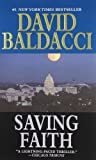 #1 NEW YORK TIMES BESTSELLER
DAVID
BALDACCI
SAVING
FAITH
"A LIGHTNING-PACED THRILLER."
—CHICAGO TRIBUNE